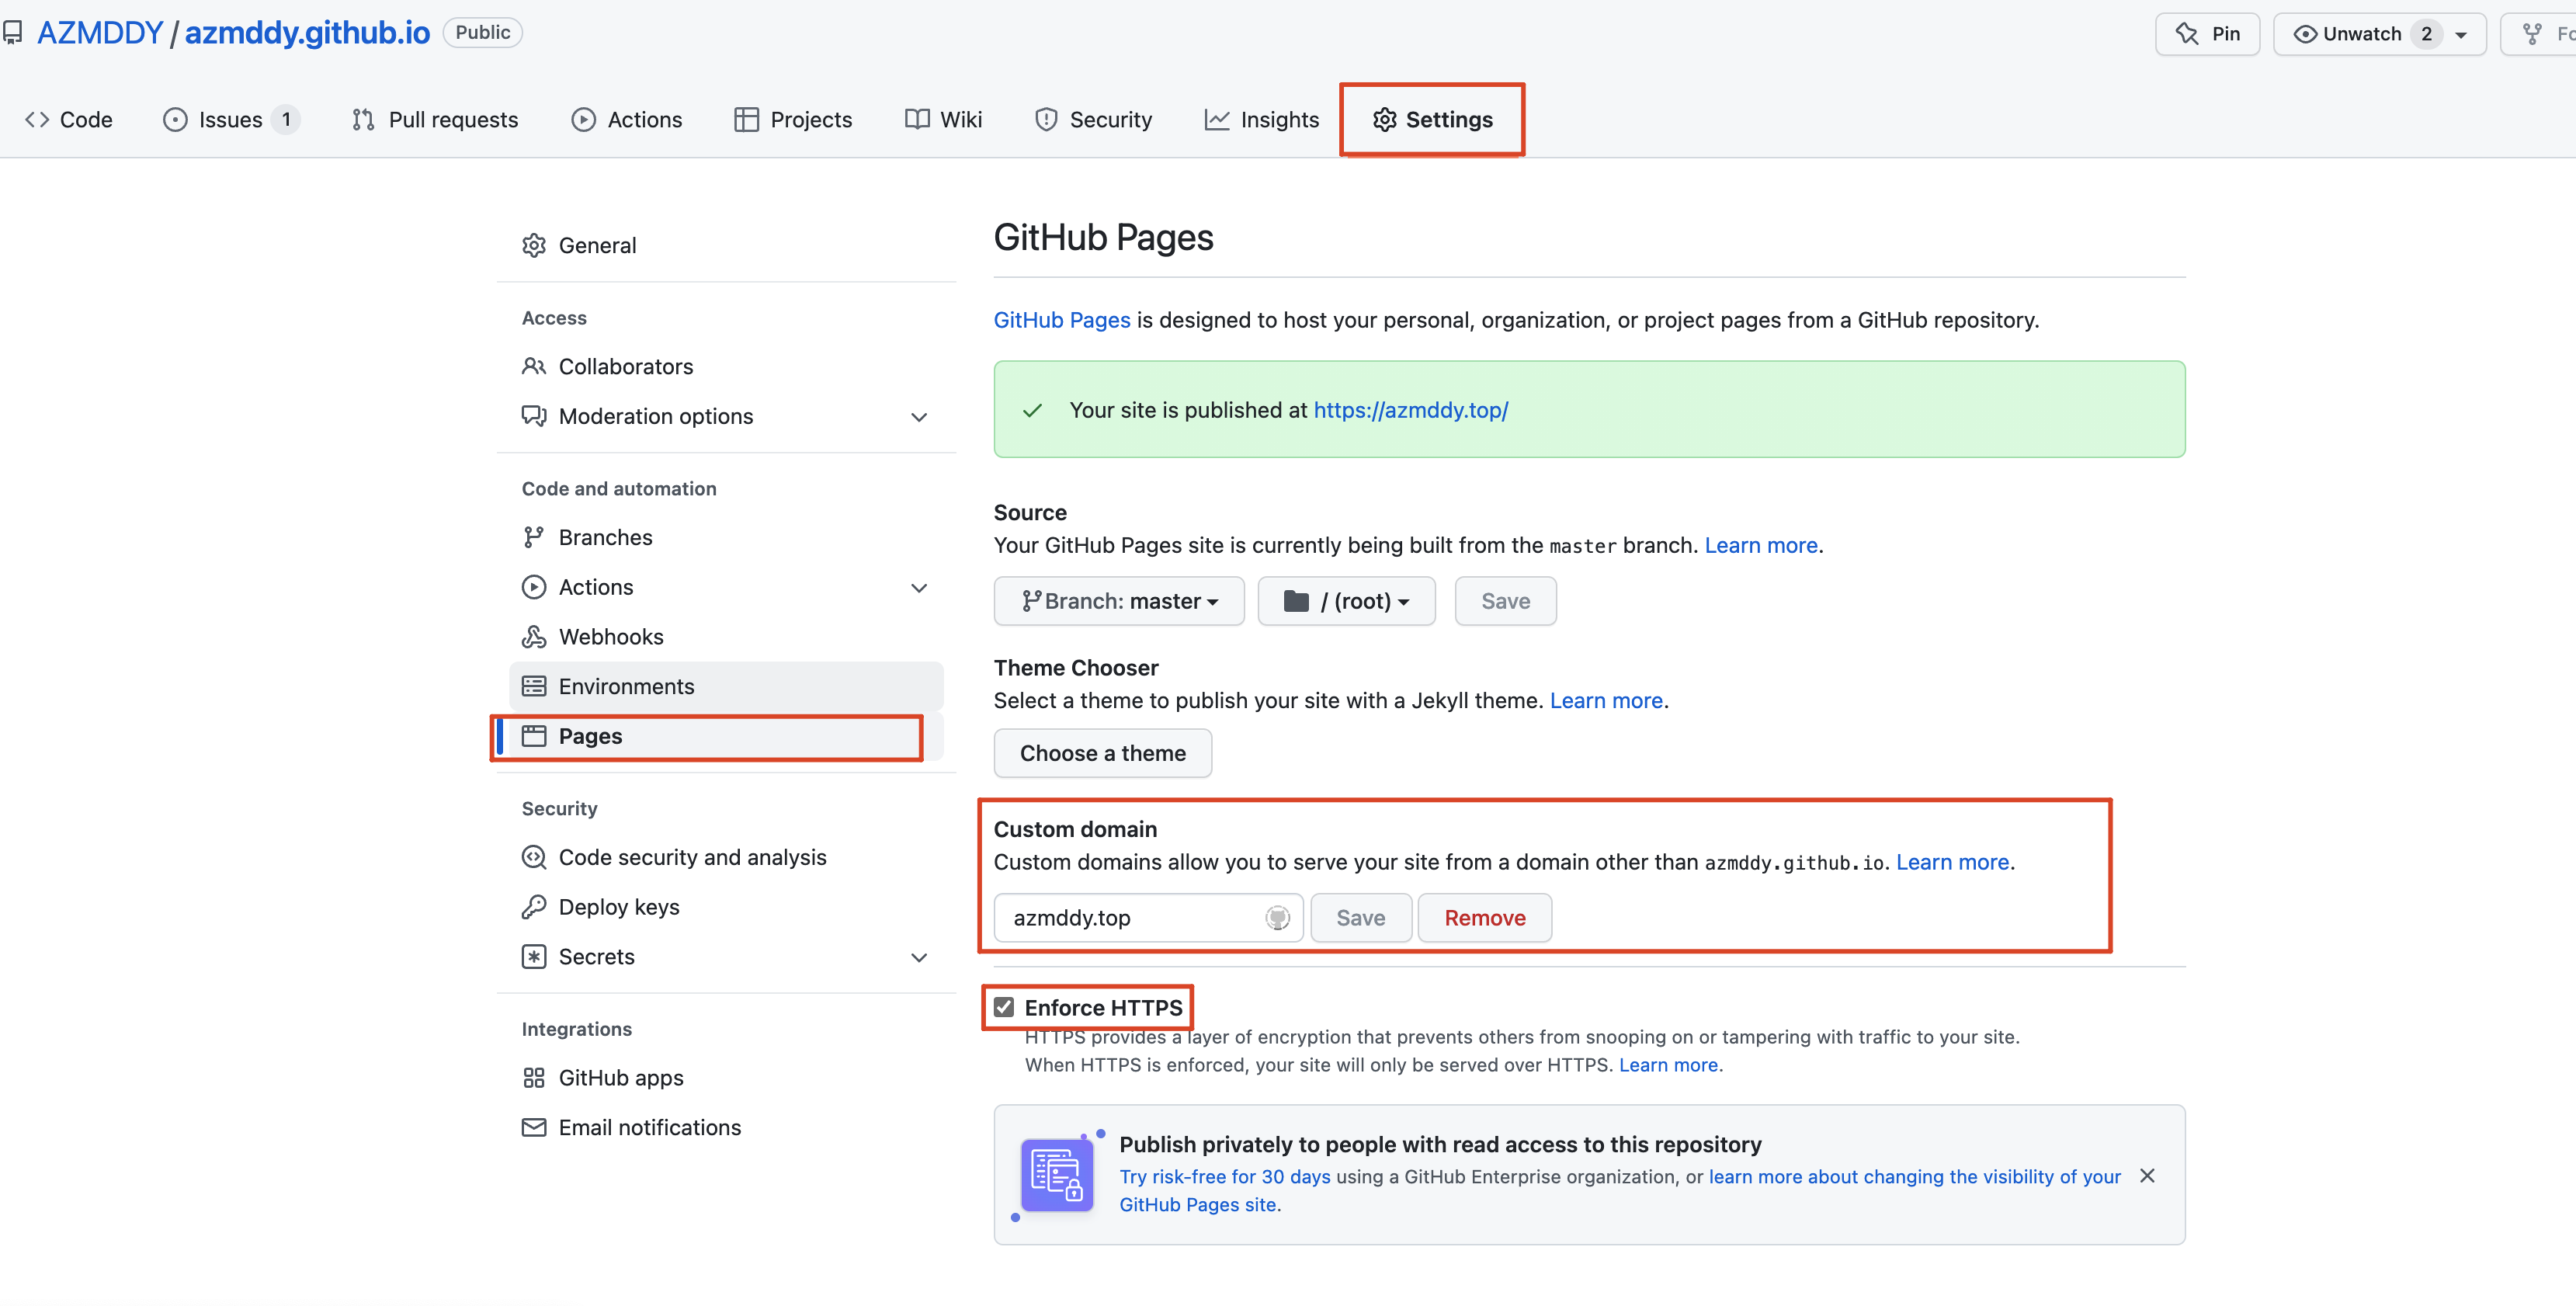 AZMDDY / azmddy.github.io Public
Pin
Unwatch 2
Code
Issues 1
Pull requests
Actions
Projects
Wiki
Security
Insights
Settings
General
Access
Collaborators
Moderation options
Code and automation
Branches
Actions
Webhooks
Environments
Pages
Security
Code security and analysis
Deploy keys
Secrets
Integrations
GitHub apps
Email notifications
GitHub Pages
GitHub Pages is designed to host your personal, organization, or project pages from a GitHub repository.
Your site is published at https://azmddy.top/
Source
Your GitHub Pages site is currently being built from the master branch. Learn more.
Branch: master
/ (root)
Save
Theme Chooser
Select a theme to publish your site with a Jekyll theme. Learn more.
Choose a theme
Custom domain
Custom domains allow you to serve your site from a domain other than azmddy.github.io. Learn more.
azmddy.top
Save
Remove
Enforce HTTPS
HTTPS provides a layer of encryption that prevents others from snooping on or tampering with traffic to your site.
When HTTPS is enforced, your site will only be served over HTTPS. Learn more.
Publish privately to people with read access to this repository
Try risk-free for 30 days using a GitHub Enterprise organization, or learn more about changing the visibility of your
GitHub Pages site.